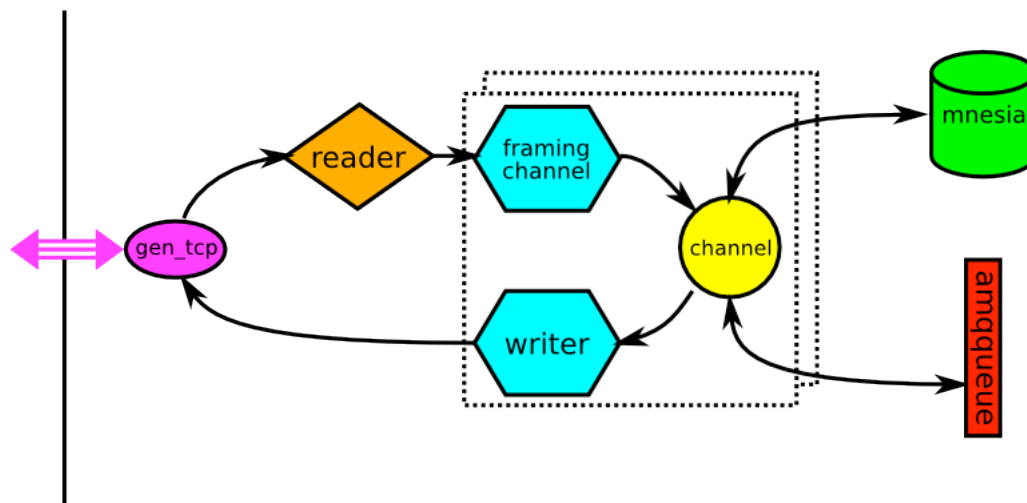 reader
framing
channel
mnesia
gen_tcp
channel
writer
amqqueue